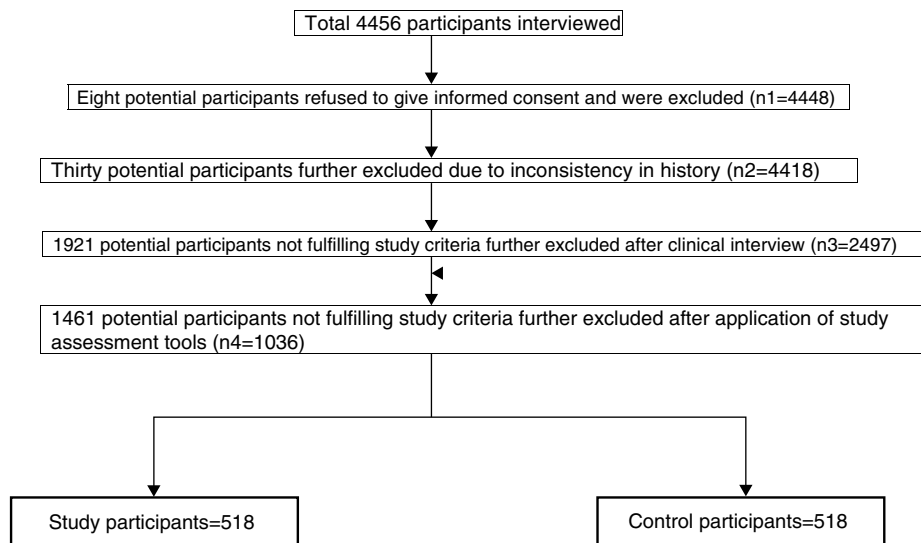 Total 4456 participants interviewed
Eight potential participants refused to give informed consent and were excluded (n1=4448)
Thirty potential participants further excluded due to inconsistency in history (n2=4418)
1921 potential participants not fulfilling study criteria further excluded after clinical interview (n3=2497)
1461 potential participants not fulfilling study criteria further excluded after application of study
assessment tools (n4=1036)
Study participants=518
Control participants=518